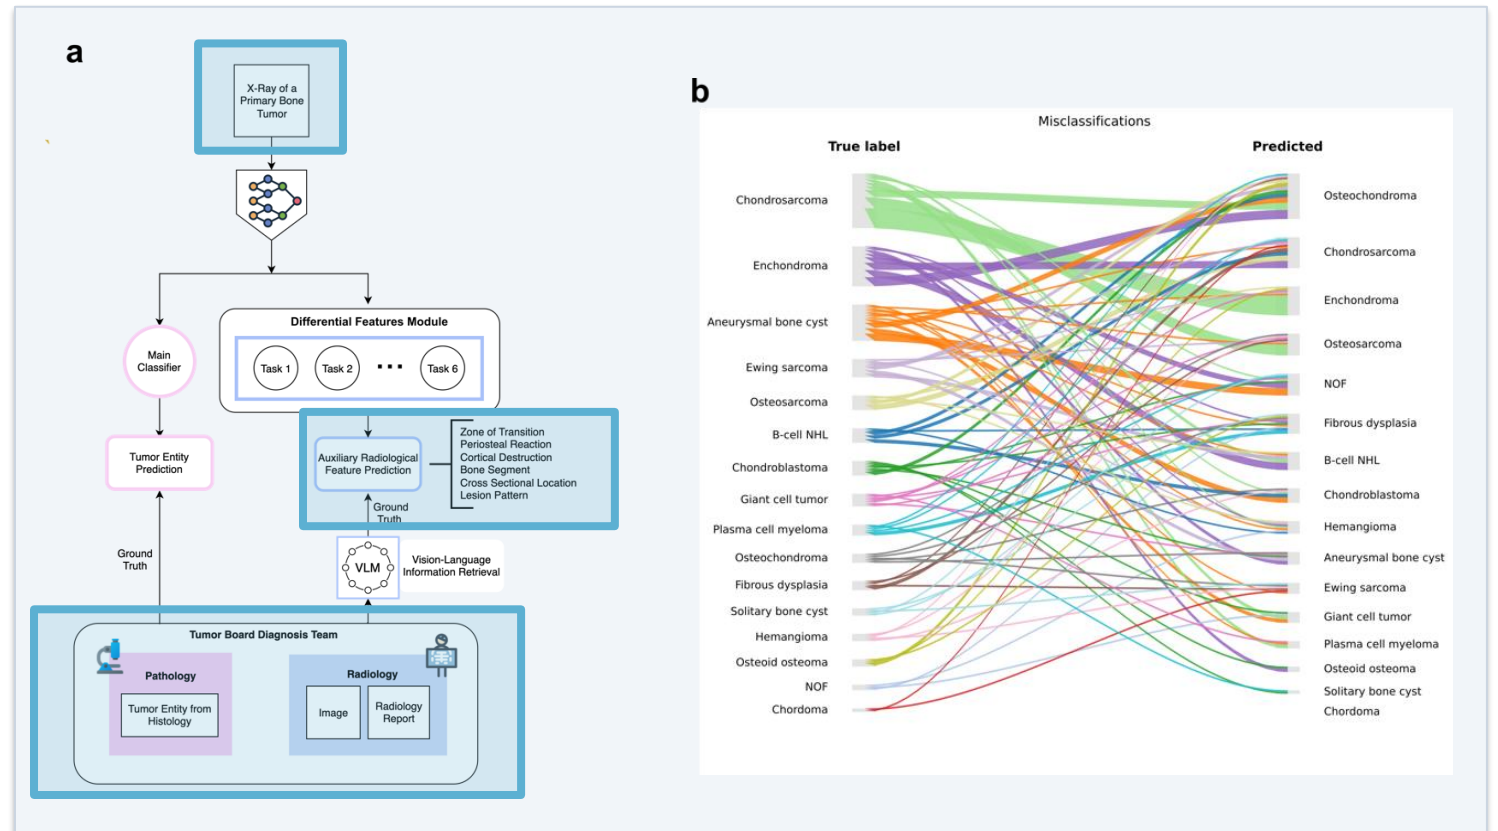 a
X-Ray of a
Primary Bone
Tumor
Differential Features Module
Task 1
Task 2
Task 6
Main
Classifier
Tumor Entity
Prediction
Auxiliary Radiological
Feature Prediction
Zone of Transition
Periosteal Reaction
Cortical Destruction
Bone Segment
Cross Sectional Location
Lesion Pattern
Ground
Truth
Ground
Truth
VLM
Vision-Language
Information Retrieval
Tumor Board Diagnosis Team
Pathology
Tumor Entity from
Histology
Radiology
Image
Radiology
Report
b
Misclassifications
True label
Predicted
Chondrosarcoma
Enchondroma
Aneurysmal bone cyst
Ewing sarcoma
Osteosarcoma
B-cell NHL
Chondroblastoma
Giant cell tumor
Plasma cell myeloma
Osteochondroma
Fibrous dysplasia
Solitary bone cyst
Hemangioma
Osteoid osteoma
NOF
Chordoma
Osteochondroma
Chondrosarcoma
Enchondroma
Osteosarcoma
NOF
Fibrous dysplasia
B-cell NHL
Chondroblastoma
Hemangioma
Aneurysmal bone cyst
Ewing sarcoma
Giant cell tumor
Plasma cell myeloma
Osteoid osteoma
Solitary bone cyst
Chordoma